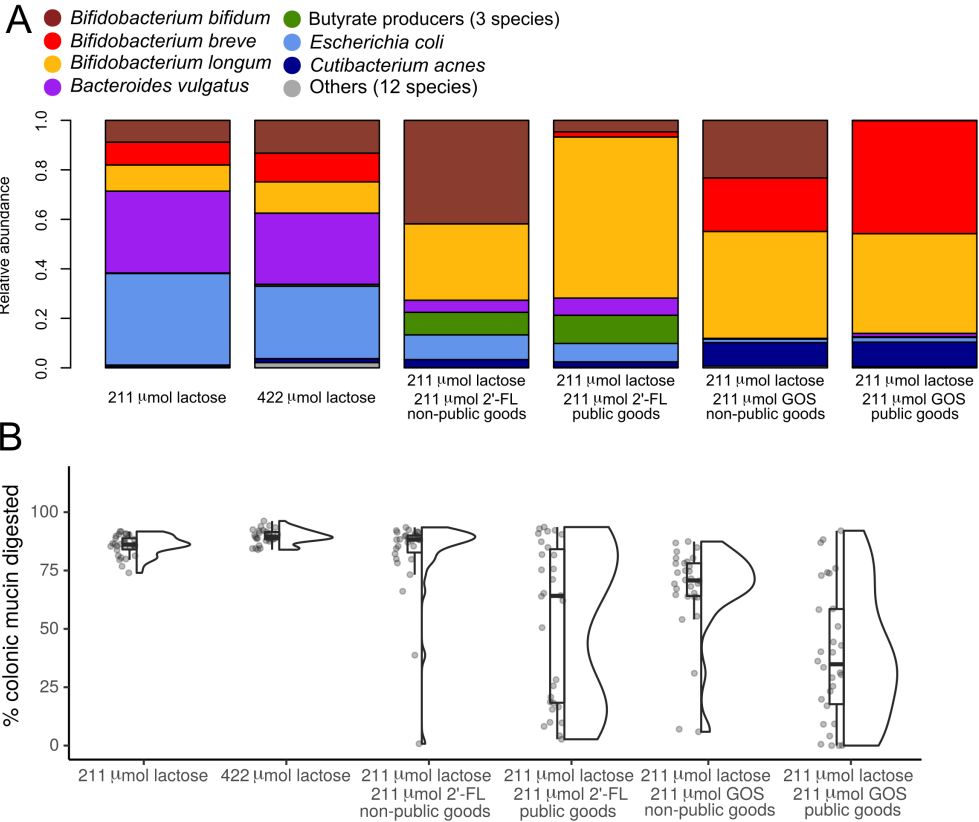 A
Bifidobacterium bifidum
Bifidobacterium breve
Bifidobacterium longum
Bacteroides vulgatus
Butyrate producers (3 species)
Escherichia coli
Cutibacterium acnes
Others (12 species)
Relative abundance
1.0
0.8
0.6
0.4
0.2
0.0
211 μmol lactose
422 μmol lactose
211 μmol lactose
211 μmol 2'-FL
non-public goods
211 μmol lactose
211 μmol 2'-FL
public goods
211 μmol lactose
211 μmol GOS
non-public goods
211 μmol lactose
211 μmol GOS
public goods
B
% colonic mucin digested
100
75
50
25
0
211 μmol lactose
422 μmol lactose
211 μmol lactose
211 μmol 2'-FL
non-public goods
211 μmol lactose
211 μmol 2'-FL
public goods
211 μmol lactose
211 μmol GOS
non-public goods
211 μmol lactose
211 μmol GOS
public goods